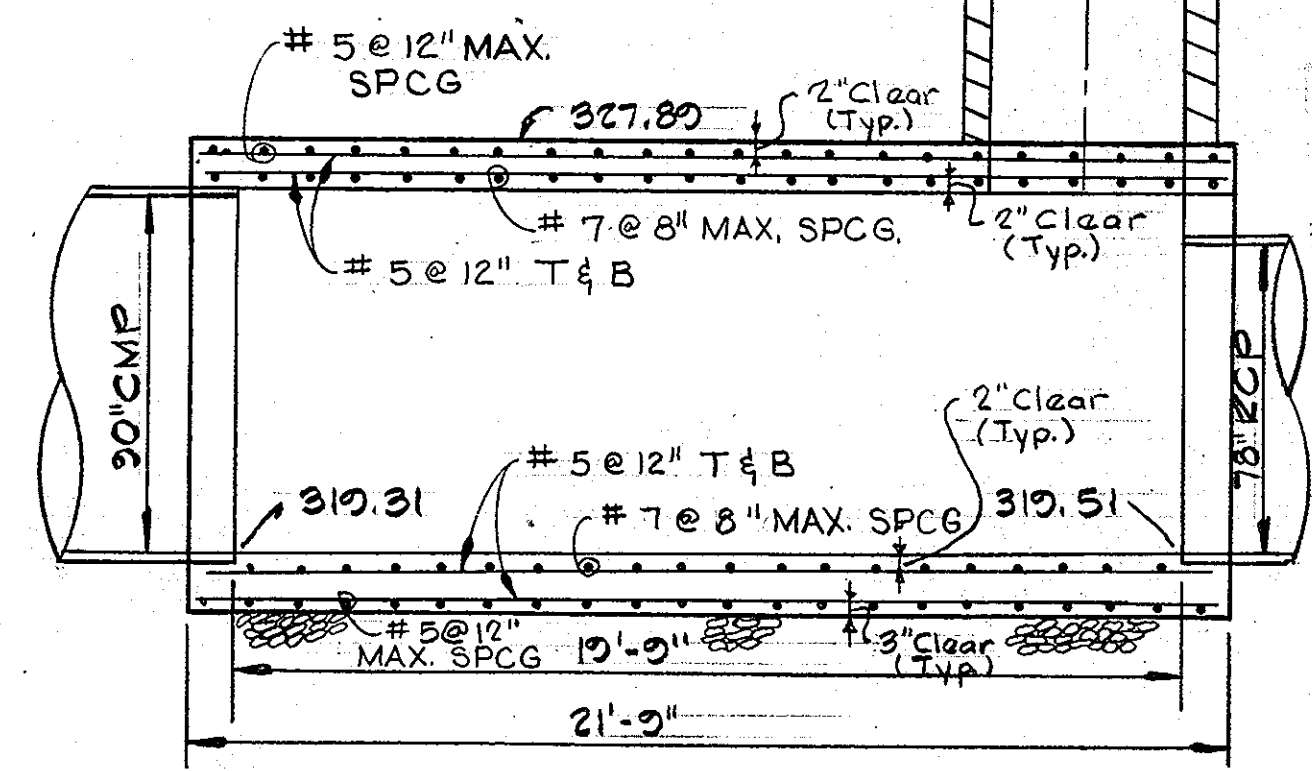 # 5 @ 12" MAX.
SPCG
327.89
2" Clear
(Typ.)
# 7 @ 8" MAX. SPCG.
2" Clear
(Typ.)
# 5 @ 12" T & B
90" CMP
78" RCP
2" Clear
(Typ.)
# 5 @ 12" T & B
319.31
# 7 @ 8" MAX. SPCG
319.51
# 5 @ 12"
MAX. SPCG
19'-9"
3" Clear
(Typ.)
21'-9"